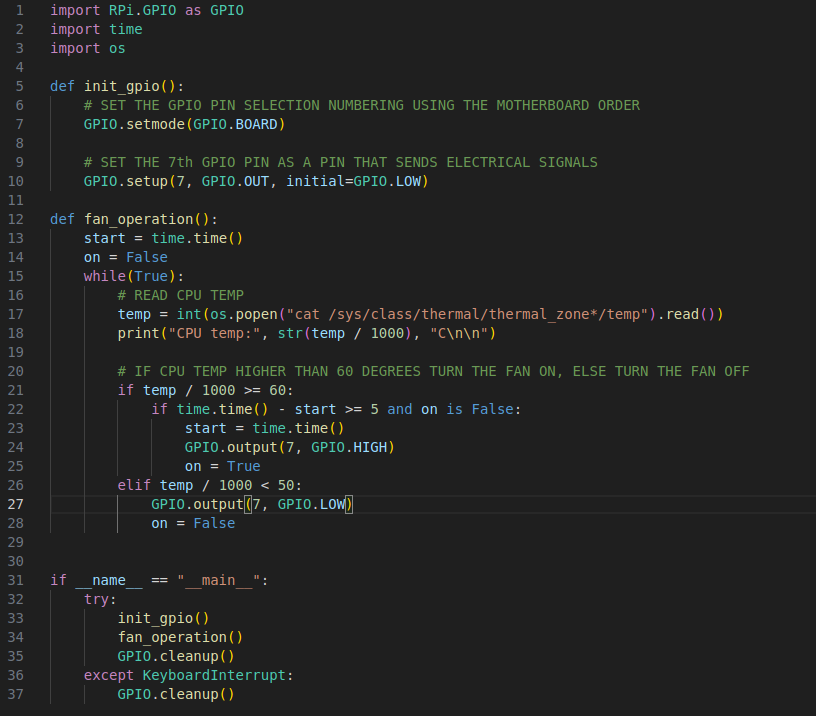 1 import RPi.GPIO as GPIO
2 import time
3 import os
4
5 def init_gpio():
6     # SET THE GPIO PIN SELECTION NUMBERING USING THE MOTHERBOARD ORDER
7     GPIO.setmode(GPIO.BOARD)
8
9     # SET THE 7th GPIO PIN AS A PIN THAT SENDS ELECTRICAL SIGNALS
10     GPIO.setup(7, GPIO.OUT, initial=GPIO.LOW)
11
12 def fan_operation():
13     start = time.time()
14     on = False
15     while(True):
16         # READ CPU TEMP
17         temp = int(os.popen("cat /sys/class/thermal/thermal_zone*/temp").read())
18         print("CPU temp:", str(temp / 1000), "C\n\n")
19
20         # IF CPU TEMP HIGHER THAN 60 DEGREES TURN THE FAN ON, ELSE TURN THE FAN OFF
21         if temp / 1000 >= 60:
22             if time.time() - start >= 5 and on is False:
23                 start = time.time()
24                 GPIO.output(7, GPIO.HIGH)
25                 on = True
26         elif temp / 1000 < 50:
27             GPIO.output(7, GPIO.LOW)
28             on = False
29
30
31 if __name__ == "__main__":
32     try:
33         init_gpio()
34         fan_operation()
35         GPIO.cleanup()
36     except KeyboardInterrupt:
37         GPIO.cleanup()